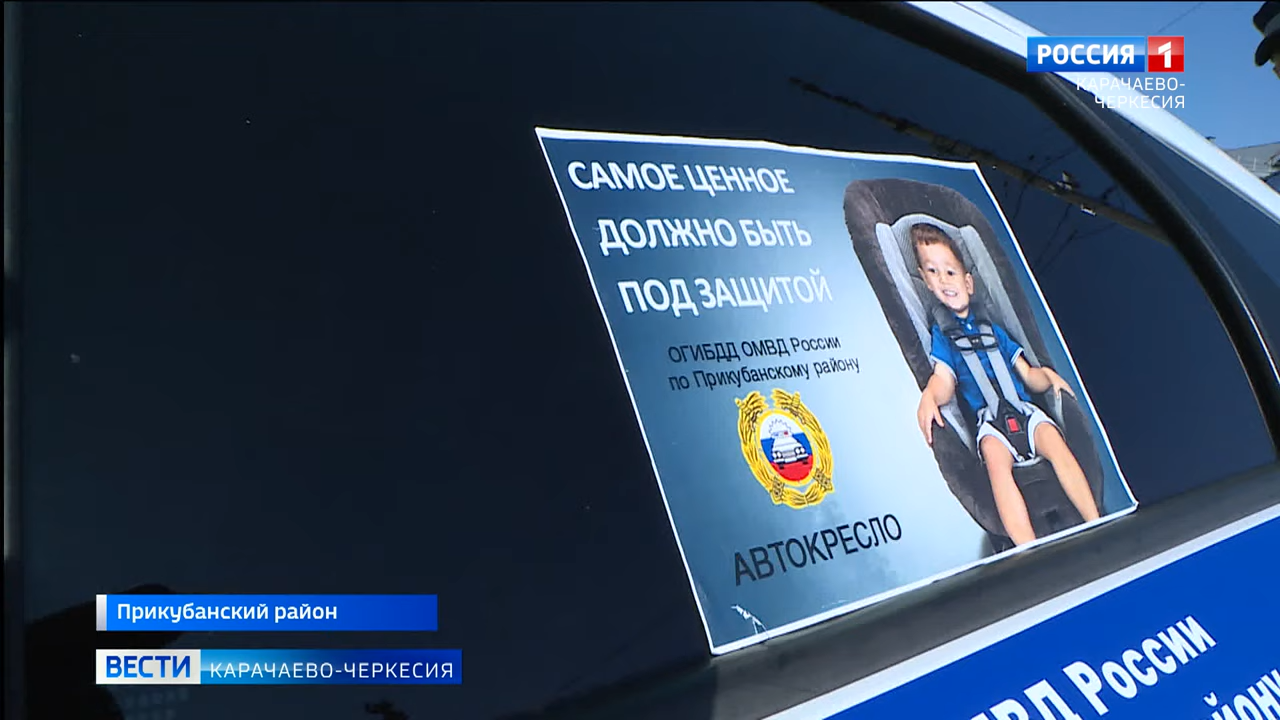 РОССИЯ 1
КАРАЧАЕВО-
ЧЕРКЕСИЯ
САМОЕ ЦЕННОЕ
ДОЛЖНО БЫТЬ
ПОД ЗАЩИТОЙ
ОГИБДД ОМВД России
по Прикубанскому району
АВТОКРЕСЛО
Прикубанский район
ВЕСТИ КАРАЧАЕВО-ЧЕРКЕСИЯ
России